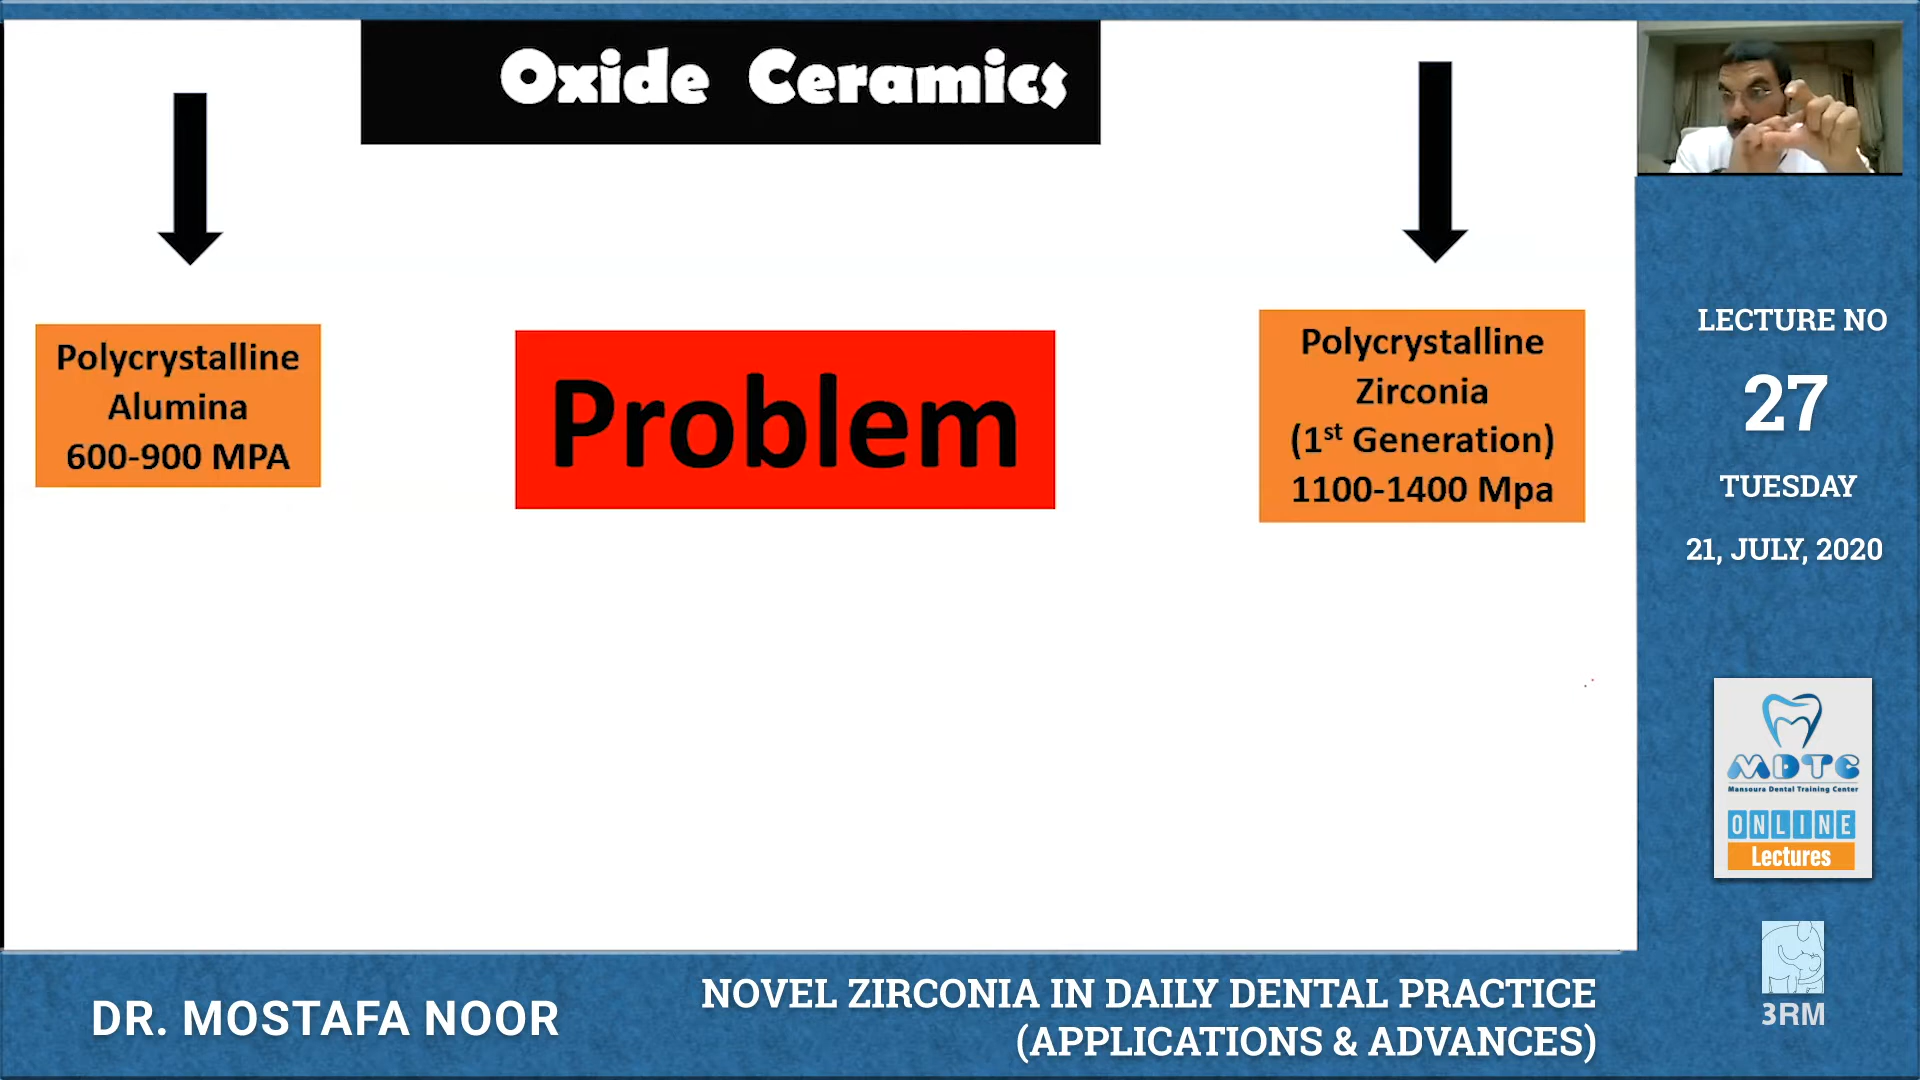 Oxide Ceramics
Polycrystalline
Alumina
600-900 MPA
Problem
Polycrystalline
Zirconia
(1st Generation)
1100-1400 Mpa
LECTURE NO
27
TUESDAY
21, JULY, 2020
MDTC
Mansoura Dental Training Center
ONLINE
Lectures
3RM
DR. MOSTAFA NOOR
NOVEL ZIRCONIA IN DAILY DENTAL PRACTICE
(APPLICATIONS & ADVANCES)